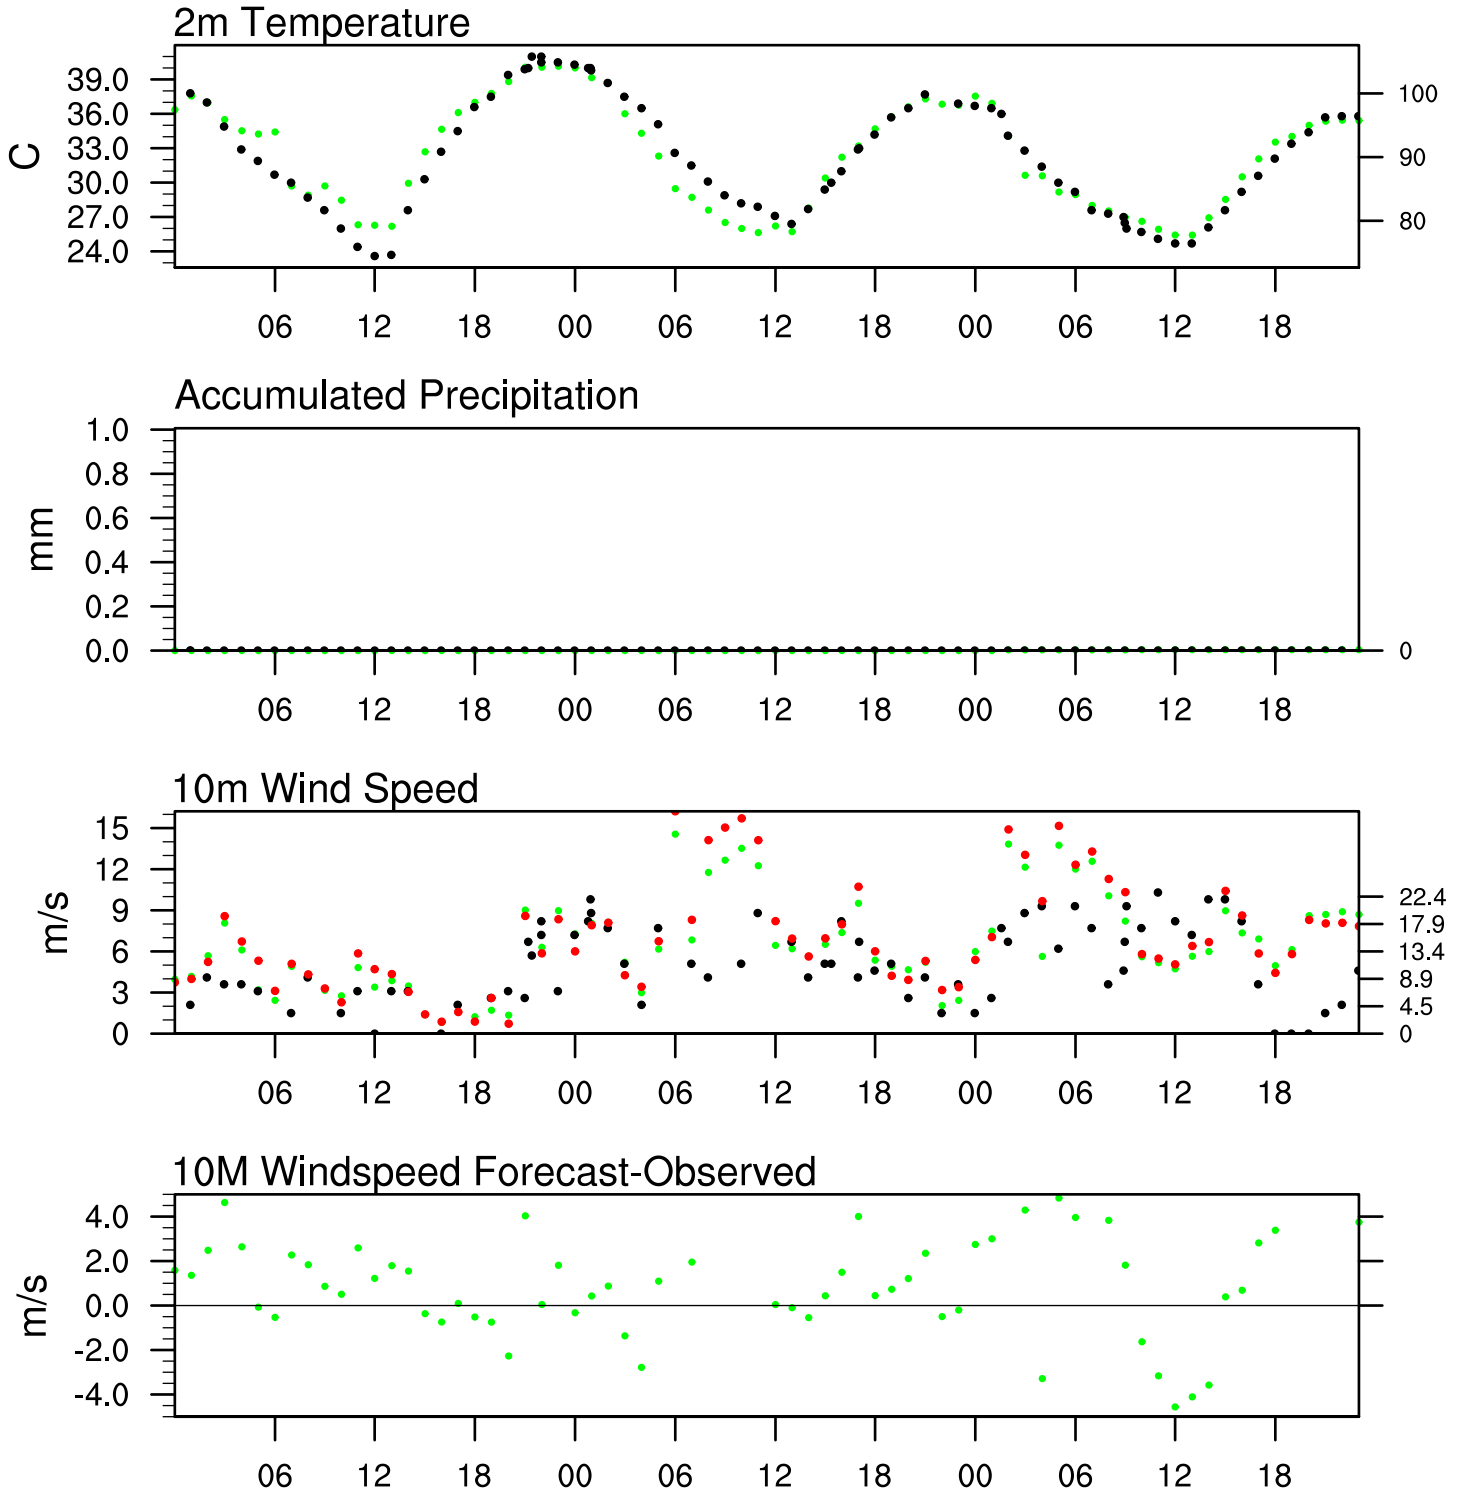 2m Temperature
C
39.0
36.0
33.0
30.0
27.0
24.0
100
90
80
06 12 18 00 06 12 18 00 06 12 18
Accumulated Precipitation
mm
1.0
0.8
0.6
0.4
0.2
0.0
0
06 12 18 00 06 12 18 00 06 12 18
10m Wind Speed
m/s
15
12
9
6
3
0
22.4
17.9
13.4
8.9
4.5
0
06 12 18 00 06 12 18 00 06 12 18
10M Windspeed Forecast-Observed
m/s
4.0
2.0
0.0
-2.0
-4.0
06 12 18 00 06 12 18 00 06 12 18